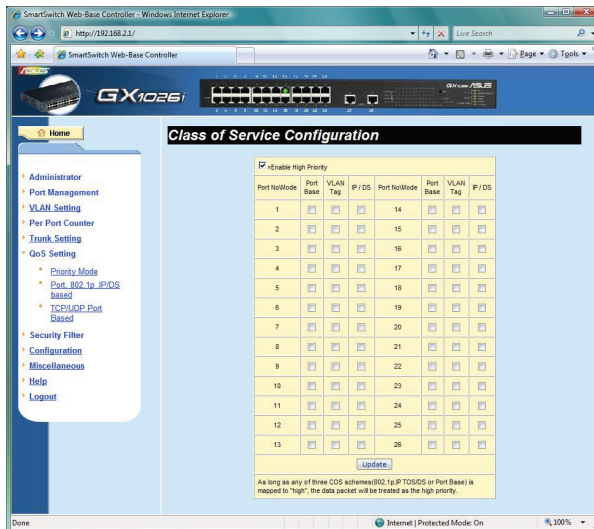 SmartSwitch Web-Base Controller - Windows Internet Explorer
http://192.168.2.1/
Live Search
SmartSwitch Web-Base Controller
Page
Tools
ASUS
GX1026i
ASUS
Home
Class of Service Configuration
Administrator
Port Management
VLAN Setting
Per Port Counter
Trunk Setting
QoS Setting
Priority Mode
Port, 802.1p ,IP/DS
based
TCP/UDP Port
Based
Security Filter
Configuration
Miscellaneous
Help
Logout
=Enable High Priority
Port No\Mode Port Base VLAN Tag IP / DS Port No\Mode Port Base VLAN Tag IP / DS
1 14
2 15
3 16
4 17
5 18
6 19
7 20
8 21
9 22
10 23
11 24
12 25
13 26
Update
As long as any of three COS schemes(802.1p,IP TOS/DS or Port Base) is
mapped to "high", the data packet will be treated as the high priority.
Done
Internet | Protected Mode: On
100%